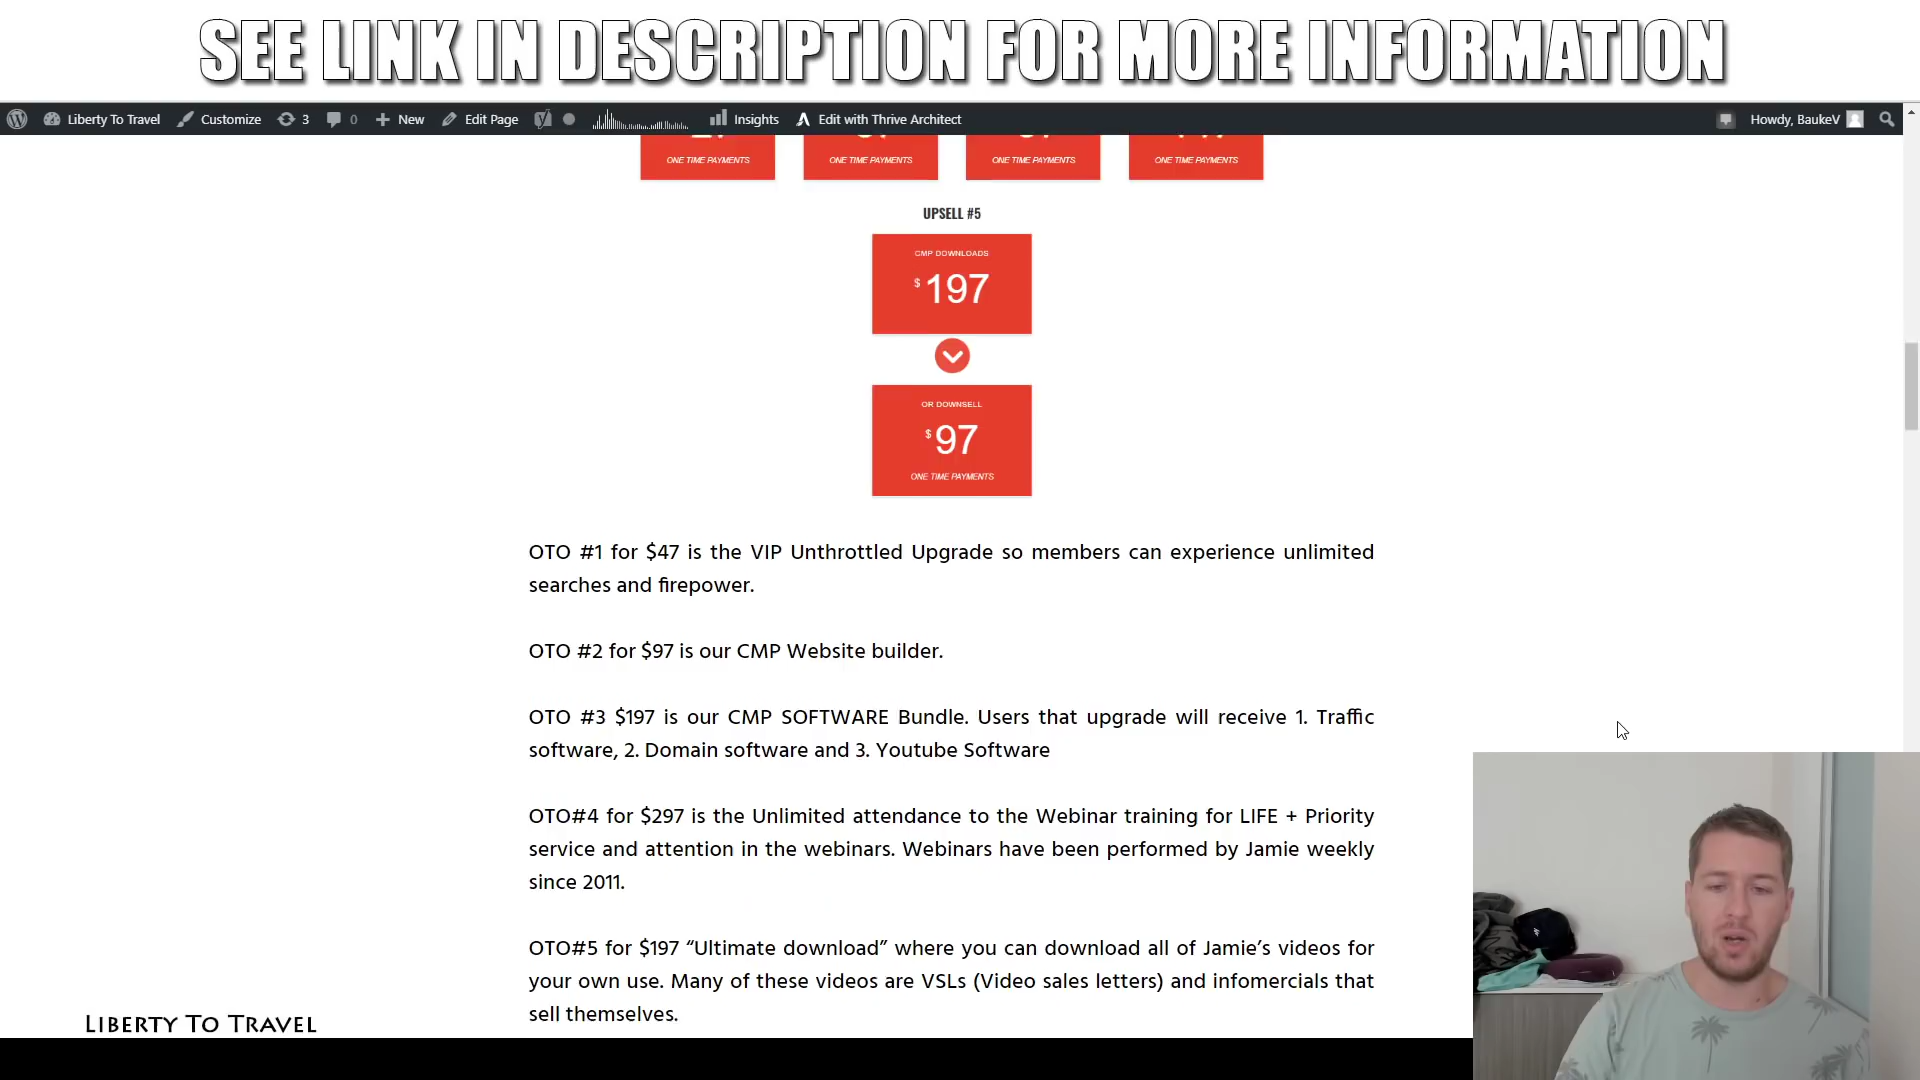 SEE LINK IN DESCRIPTION FOR MORE INFORMATION
Liberty To Travel Customize 3 0 New Edit Page Insights Edit with Thrive Architect Howdy, BaukeV
ONE TIME PAYMENTS ONE TIME PAYMENTS ONE TIME PAYMENTS ONE TIME PAYMENTS
UPSELL #5
CMP DOWNLOADS
$197
OR DOWNSELL
$97
ONE TIME PAYMENTS
OTO #1 for $47 is the VIP Unthrottled Upgrade so members can experience unlimited
searches and firepower.
OTO #2 for $97 is our CMP Website builder.
OTO #3 $197 is our CMP SOFTWARE Bundle. Users that upgrade will receive 1. Traffic
software, 2. Domain software and 3. Youtube Software
OTO#4 for $297 is the Unlimited attendance to the Webinar training for LIFE + Priority
service and attention in the webinars. Webinars have been performed by Jamie weekly
since 2011.
OTO#5 for $197 “Ultimate download” where you can download all of Jamie’s videos for
your own use. Many of these videos are VSLs (Video sales letters) and infomercials that
sell themselves.
LIBERTY TO TRAVEL